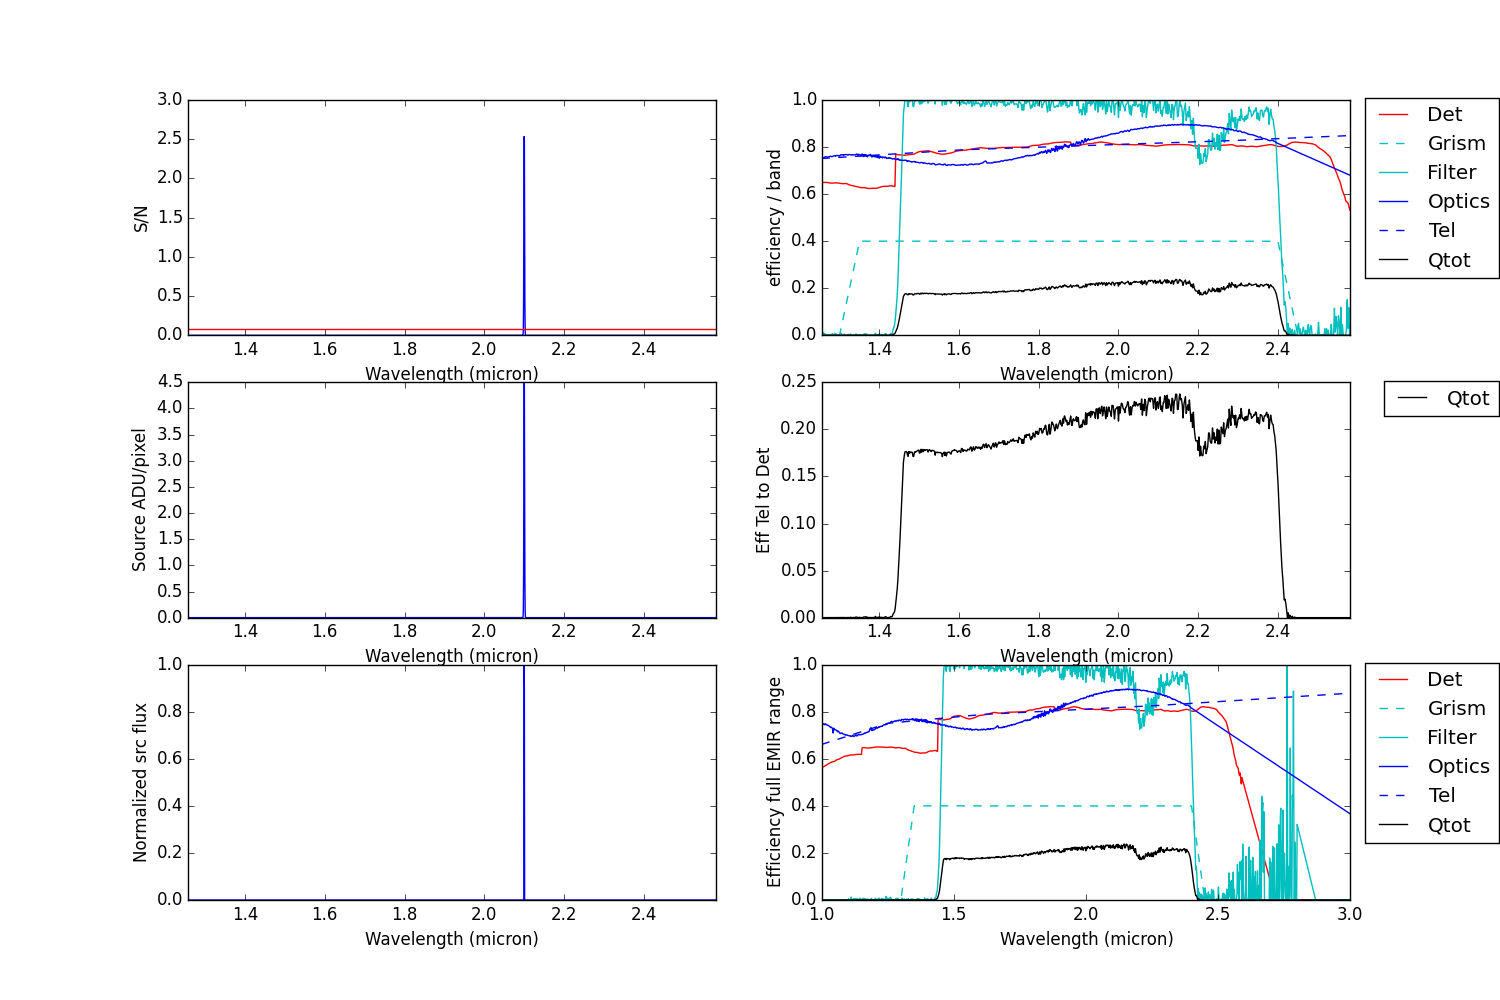 S/N
3.0
2.5
2.0
1.5
1.0
0.5
0.0
1.4 1.6 1.8 2.0 2.2 2.4
Wavelength (micron)
efficiency / band
1.0
0.8
0.6
0.4
0.2
0.0
1.4 1.6 1.8 2.0 2.2 2.4
Wavelength (micron)
Det
Grism
Filter
Optics
Tel
Qtot
Source ADU/pixel
4.5
4.0
3.5
3.0
2.5
2.0
1.5
1.0
0.5
0.0
1.4 1.6 1.8 2.0 2.2 2.4
Wavelength (micron)
Eff Tel to Det
0.25
0.20
0.15
0.10
0.05
0.00
1.4 1.6 1.8 2.0 2.2 2.4
Wavelength (micron)
Qtot
Normalized src flux
1.0
0.8
0.6
0.4
0.2
0.0
1.4 1.6 1.8 2.0 2.2 2.4
Wavelength (micron)
Efficiency full EMIR range
1.0
0.8
0.6
0.4
0.2
0.0
1.0 1.5 2.0 2.5 3.0
Wavelength (micron)
Det
Grism
Filter
Optics
Tel
Qtot